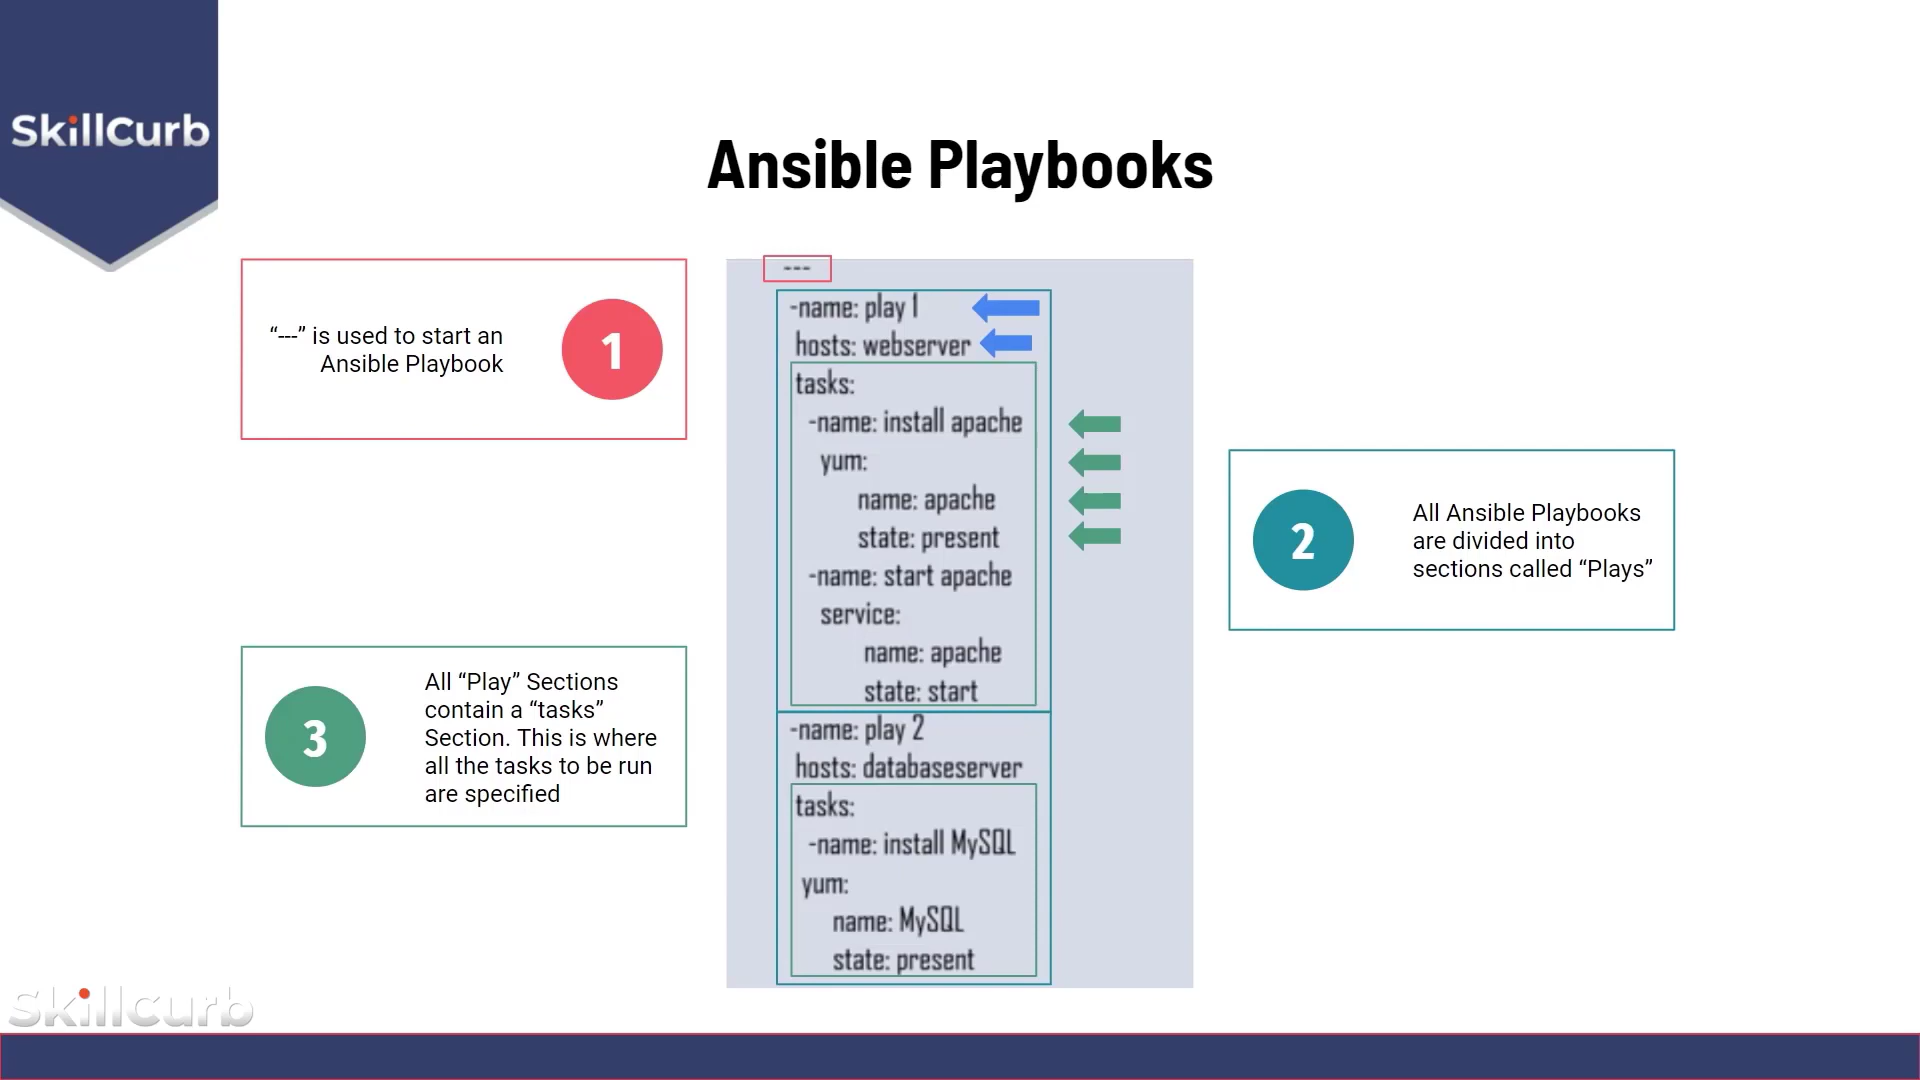 SkillCurb
Ansible Playbooks
“---” is used to start an
Ansible Playbook
1
---
-name: play 1
hosts: webserver
tasks:
-name: install apache
yum:
name: apache
state: present
-name: start apache
service:
name: apache
state: start
-name: play 2
hosts: databaseserver
tasks:
-name: install MySQL
yum:
name: MySQL
state: present
2
All Ansible Playbooks
are divided into
sections called “Plays”
3
All “Play” Sections
contain a “tasks”
Section. This is where
all the tasks to be run
are specified
Skillcurb